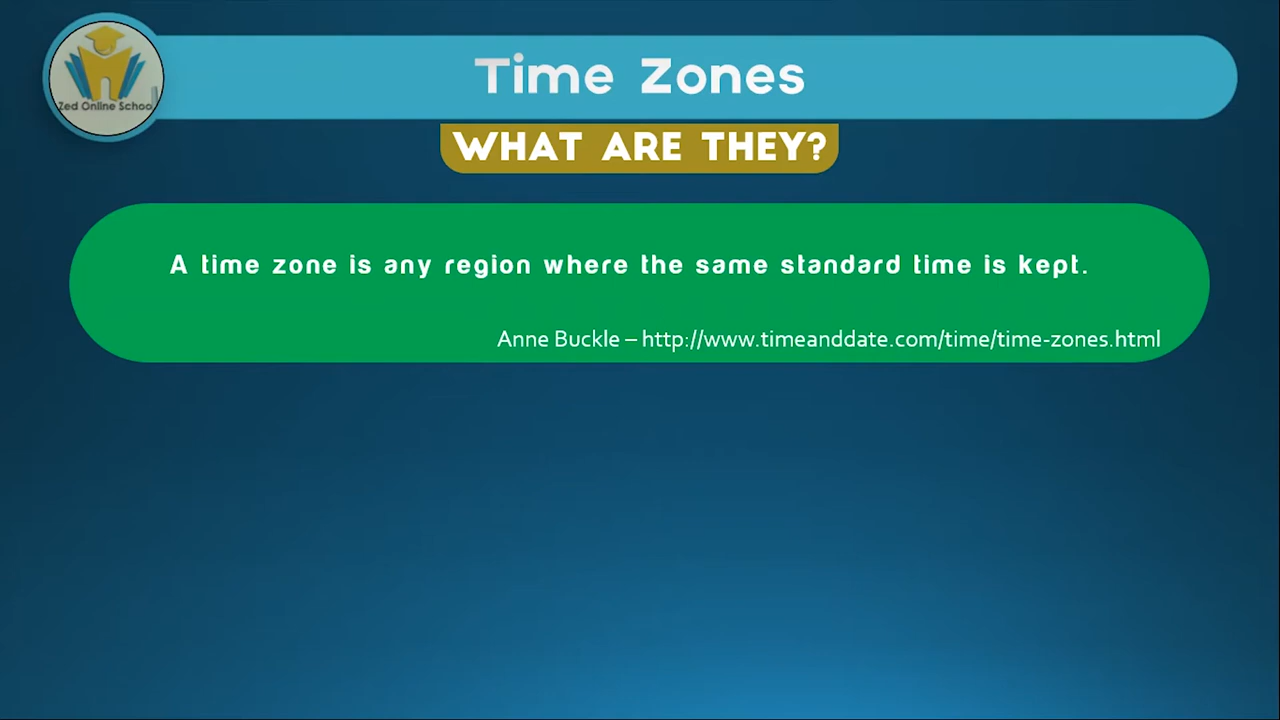 Zed Online School
Time Zones
WHAT ARE THEY?
A time zone is any region where the same standard time is kept.
Anne Buckle – http://www.timeanddate.com/time/time-zones.html